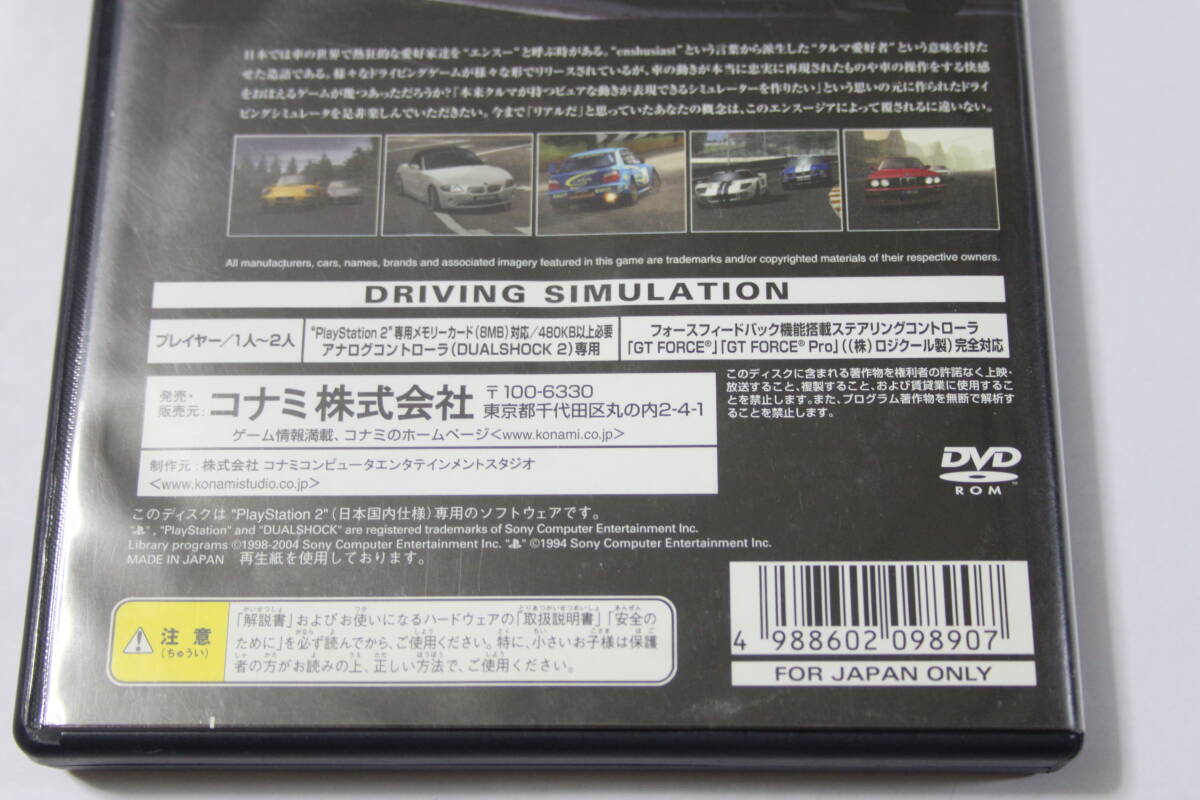 日本では車の世界で熱狂的な愛好家達を"エンスー"と呼ぶ時がある。"enshusiast"という言葉から派生した"クルマ愛好者"という意味を持た
せた造語である。様々なドライビングゲームが様々な形でリリースされているが、車の動きが本当に忠実に再現されたものや車の操作をする快感
をおぼえるゲームが幾つあっただろうか?「本来クルマが持つピュアな動きが表現できるシミュレーターを作りたい」という思いの元に作られたドライ
ビングシミュレータを是非楽しんでいただきたい。今まで「リアルだ」と思っていたあなたの概念は、このエンスージアによって覆されるに違いない。
All manufacturers, cars, names, brands and associated imagery featured in this game are trademarks and/or copyrighted materials of their respective owners.
DRIVING SIMULATION
プレイヤー/1人〜2人
"PlayStation 2"専用メモリーカード(8MB)対応/480KB以上必要
アナログコントローラ(DUALSHOCK 2)専用
フォースフィードバック機能搭載ステアリングコントローラ
「GT FORCE®」「GT FORCE® Pro」((株)ロジクール製)完全対応
発売・
販売元:コナミ株式会社
〒100-6330
東京都千代田区丸の内2-4-1
ゲーム情報満載、コナミのホームページ<www.konami.co.jp>
制作元:株式会社 コナミコンピュータエンタテインメントスタジオ
<www.konamistudio.co.jp>
このディスクに含まれる著作物を権利者の許諾なく上映・
放送すること、複製すること、および賃貸業に使用するこ
とを禁止します。また、プログラム著作物を無断で解析す
ることを禁止します。
DVD
ROM
このディスクは"PlayStation 2"(日本国内仕様)専用のソフトウェアです。
" ", "PlayStation" and "DUALSHOCK" are registered trademarks of Sony Computer Entertainment Inc.
Library programs ©1998-2004 Sony Computer Entertainment Inc. " " ©1994 Sony Computer Entertainment Inc.
MADE IN JAPAN 再生紙を使用しております。
注意
(ちゅうい)
「解説書」およびお使いになるハードウェアの「取扱説明書」「安全の
ために」を必ず読んでから、ご使用ください。特に、小さいお子様は保護
者の方がお読みの上、正しい方法で、ご使用ください。
4 988602 098907
FOR JAPAN ONLY